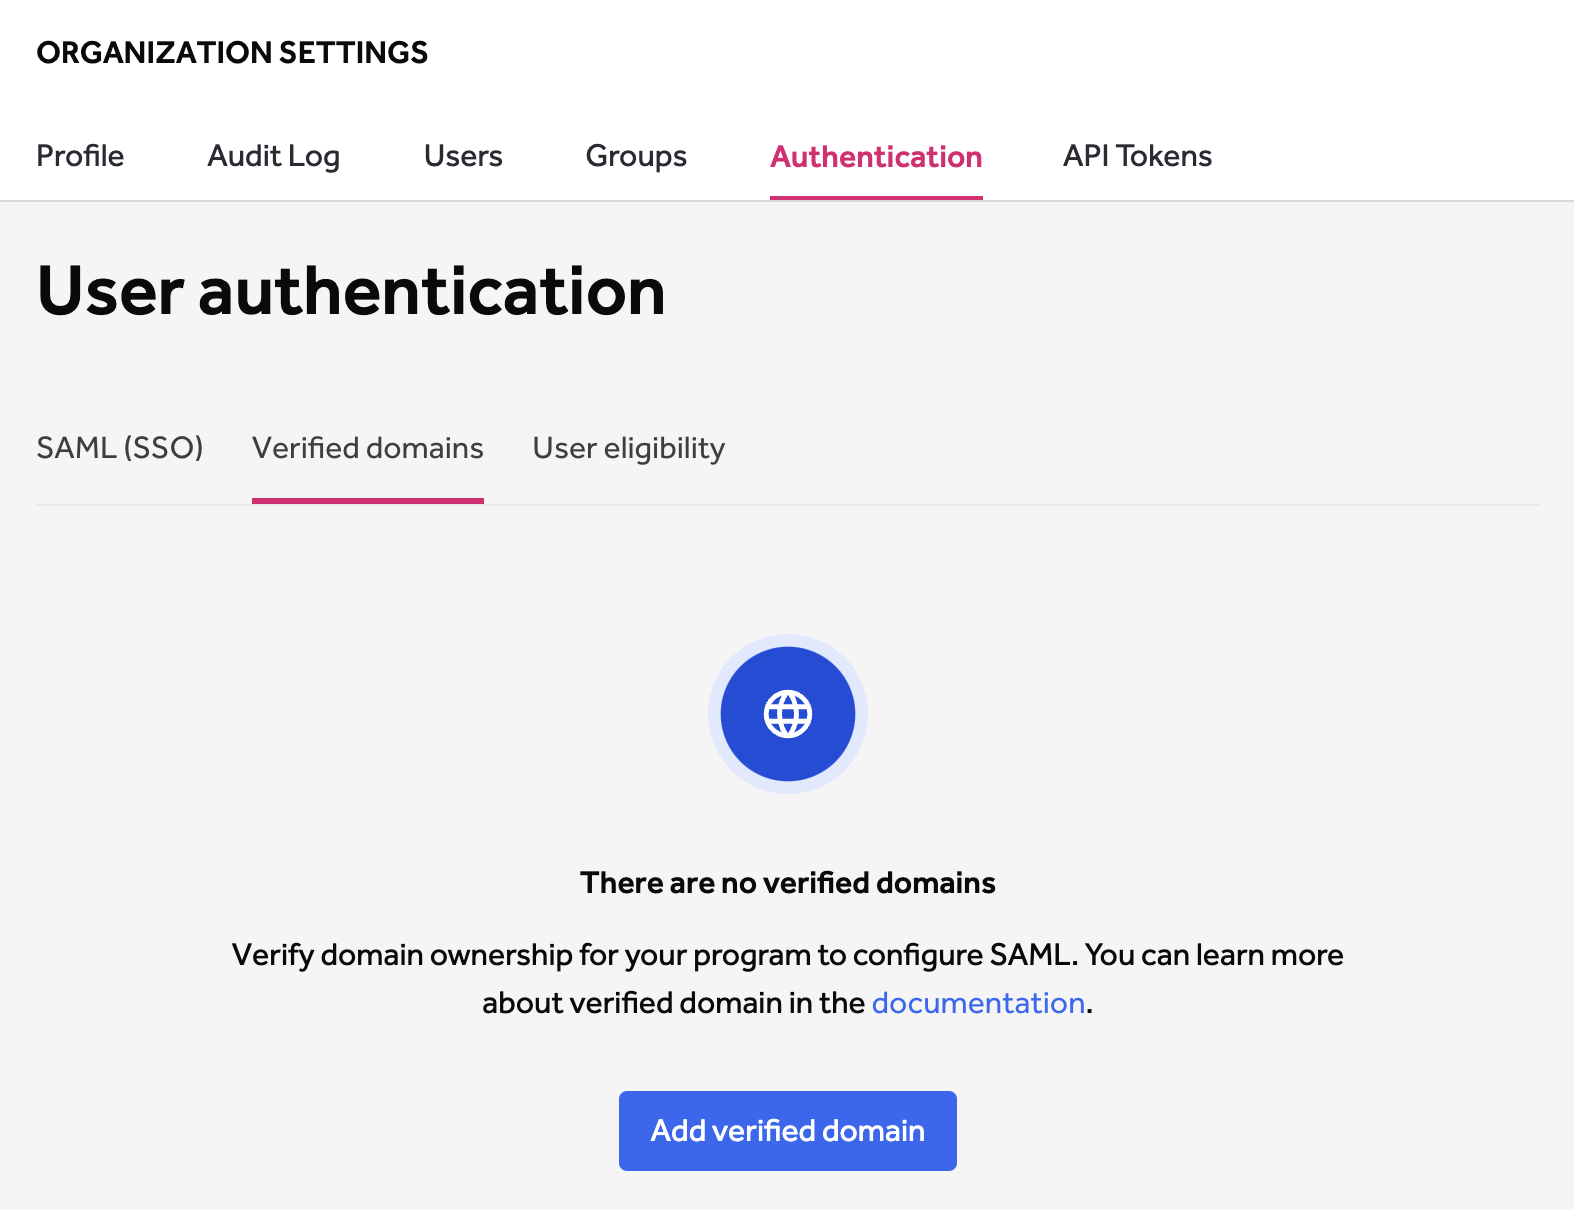 ORGANIZATION SETTINGS
Profile Audit Log Users Groups Authentication API Tokens
User authentication
SAML (SSO) Verified domains User eligibility
There are no verified domains
Verify domain ownership for your program to configure SAML. You can learn more
about verified domain in the documentation.
Add verified domain